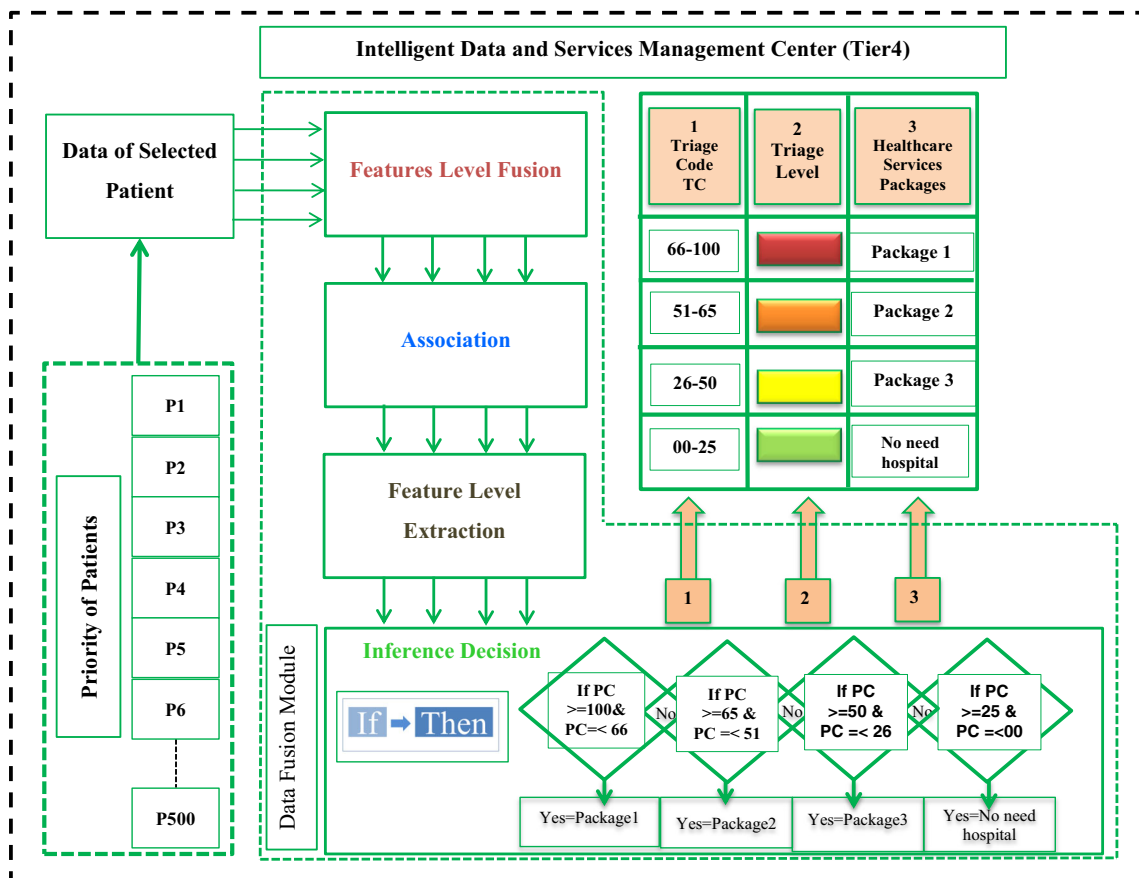 Intelligent Data and Services Management Center (Tier4)
Data of Selected
Patient
Priority of Patients
P1
P2
P3
P4
P5
P6
P500
Features Level Fusion
Association
Feature Level
Extraction
1
Triage
Code
TC
2
Triage
Level
3
Healthcare
Services
Packages
66-100
Package 1
51-65
Package 2
26-50
Package 3
00-25
No need
hospital
1
2
3
Data Fusion Module
Inference Decision
If
Then
If PC
>=100&
PC=< 66
No
If PC
>=65 &
PC =< 51
No
If PC
>=50 &
PC =< 26
No
If PC
>=25 &
PC =<00
Yes=Package1
Yes=Package2
Yes=Package3
Yes=No need
hospital